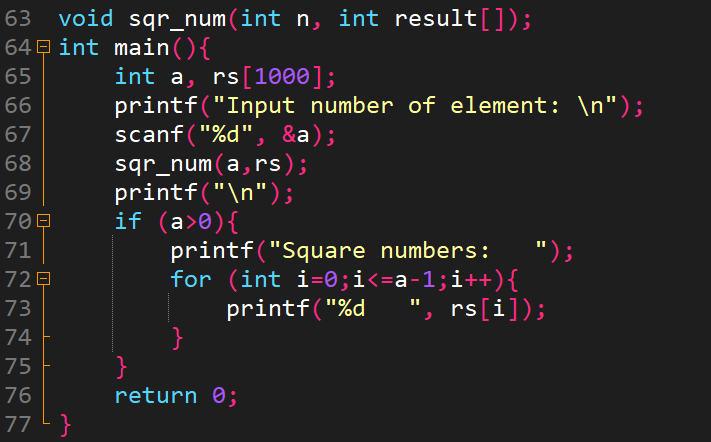 63 void sqr_num(int n, int result[]);
64 int main(){
65     int a, rs[1000];
66     printf("Input number of element: \n");
67     scanf("%d", &a);
68     sqr_num(a,rs);
69     printf("\n");
70     if (a>0){
71         printf("Square numbers:   ");
72         for (int i=0;i<=a-1;i++){
73             printf("%d   ", rs[i]);
74         }
75     }
76     return 0;
77 }